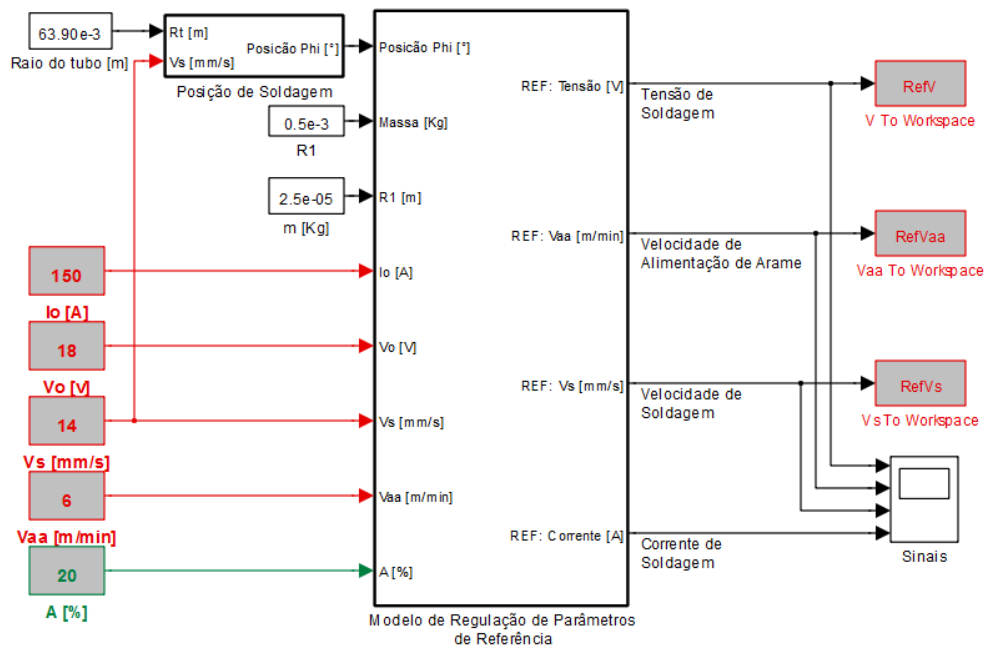 63.90e-3
Raio do tubo [m]
Rt [m]
Vs [mm/s]
Posicão Phi [°]
Posição de Soldagem
0.5e-3
R1
2.5e-05
m [Kg]
150
Io [A]
18
Vo [v]
14
Vs [mm/s]
6
Vaa [m/min]
20
A [%]
Posicão Phi [°]
Massa [Kg]
R1 [m]
Io [A]
Vo [V]
Vs [mm/s]
Vaa [m/min]
A [%]
REF: Tensão [V]
REF: Vaa [m/min]
REF: Vs [mm/s]
REF: Corrente [A]
Modelo de Regulação de Parâmetros
de Referência
Tensão de
Soldagem
Velocidade de
Alimentação de Arame
Velocidade de
Soldagem
Corrente de
Soldagem
RefV
V To Workspace
RefVaa
Vaa To Workspace
RefVs
Vs To Workspace
Sinais